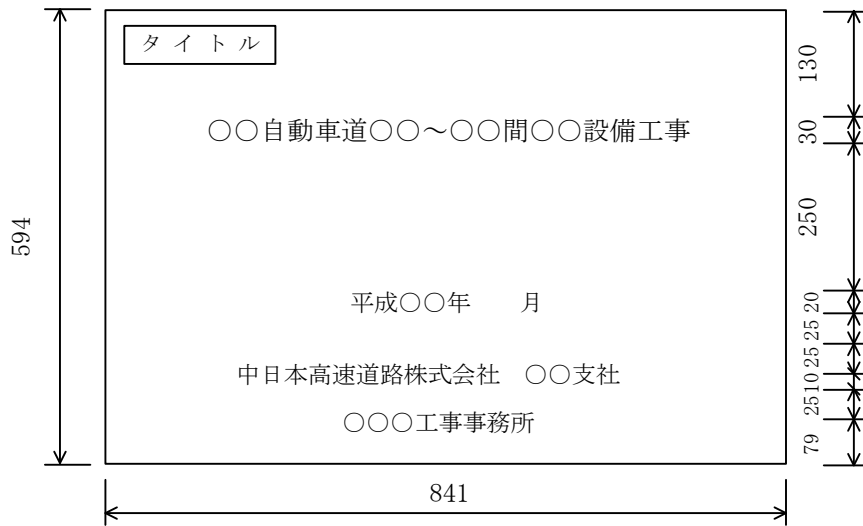 タイトル
○○自動車道○○～○○間○○設備工事
平成○○年　　月
中日本高速道路株式会社　○○支社
○○○工事事務所
594
841
130
30
250
20
25
25
10
25
79